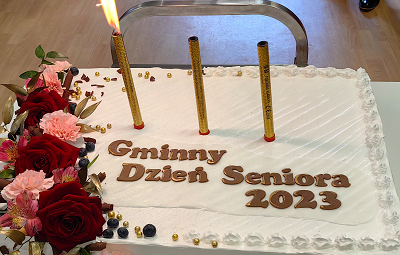 Gminny
Dzień Seniora
2023